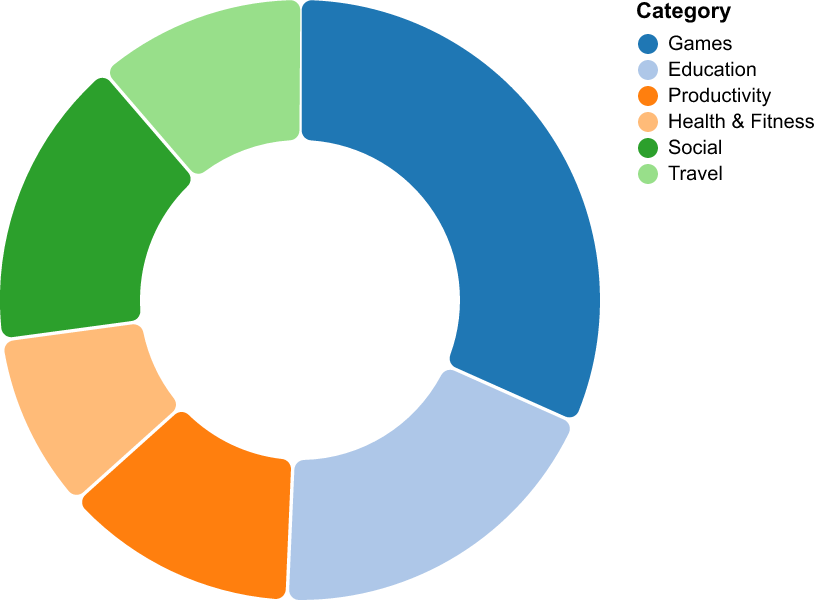 Category
Games
Education
Productivity
Health & Fitness
Social
Travel